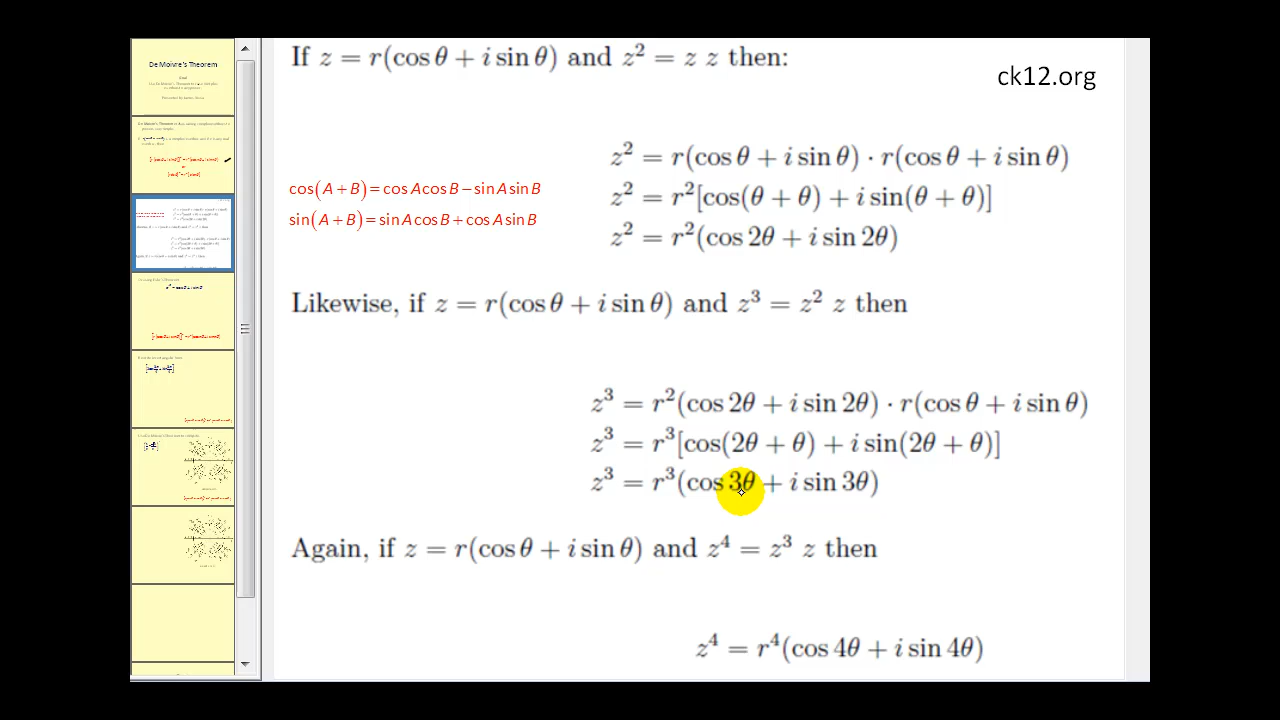 If z = r(cos θ + i sin θ) and z² = z z then:
ck12.org
z² = r(cos θ + i sin θ) · r(cos θ + i sin θ)
cos(A + B) = cos A cos B − sin A sin B
z² = r²[cos(θ + θ) + i sin(θ + θ)]
sin(A + B) = sin A cos B + cos A sin B
z² = r²(cos 2θ + i sin 2θ)
Likewise, if z = r(cos θ + i sin θ) and z³ = z² z then
z³ = r²(cos 2θ + i sin 2θ) · r(cos θ + i sin θ)
z³ = r³[cos(2θ + θ) + i sin(2θ + θ)]
z³ = r³(cos 3θ + i sin 3θ)
Again, if z = r(cos θ + i sin θ) and z⁴ = z³ z then
z⁴ = r⁴(cos 4θ + i sin 4θ)
De Moivre's Theorem